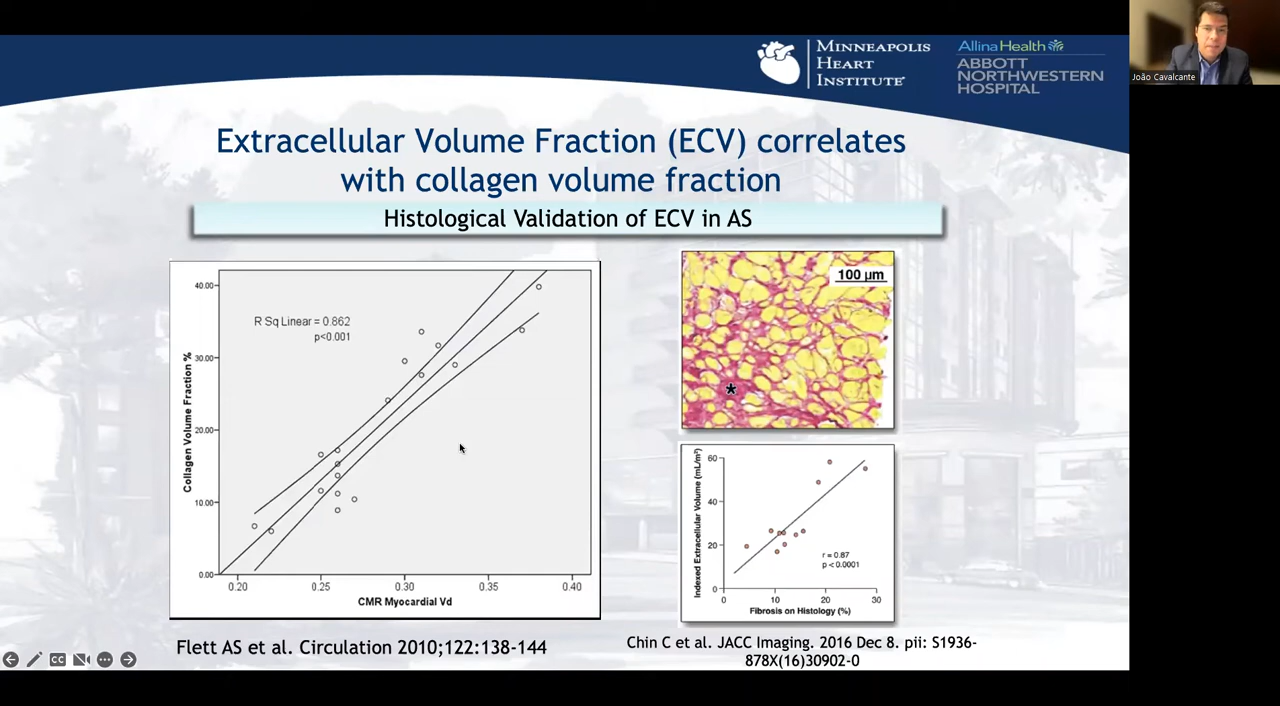 MINNEAPOLIS
HEART
INSTITUTE
AllinaHealth
ABBOTT
NORTHWESTERN
HOSPITAL
João Cavalcante
Extracellular Volume Fraction (ECV) correlates
with collagen volume fraction
Histological Validation of ECV in AS
40.00
30.00
20.00
10.00
0.00
Collagen Volume Fraction %
R Sq Linear = 0.862
p<0.001
0.20 0.25 0.30 0.35 0.40
CMR Myocardial Vd
Flett AS et al. Circulation 2010;122:138-144
100 µm
*
60
40
20
0
Indexed Extracellular Volume (mL/m²)
r = 0.87
p < 0.0001
0 10 20 30
Fibrosis on Histology (%)
Chin C et al. JACC Imaging. 2016 Dec 8. pii: S1936-
878X(16)30902-0
CC